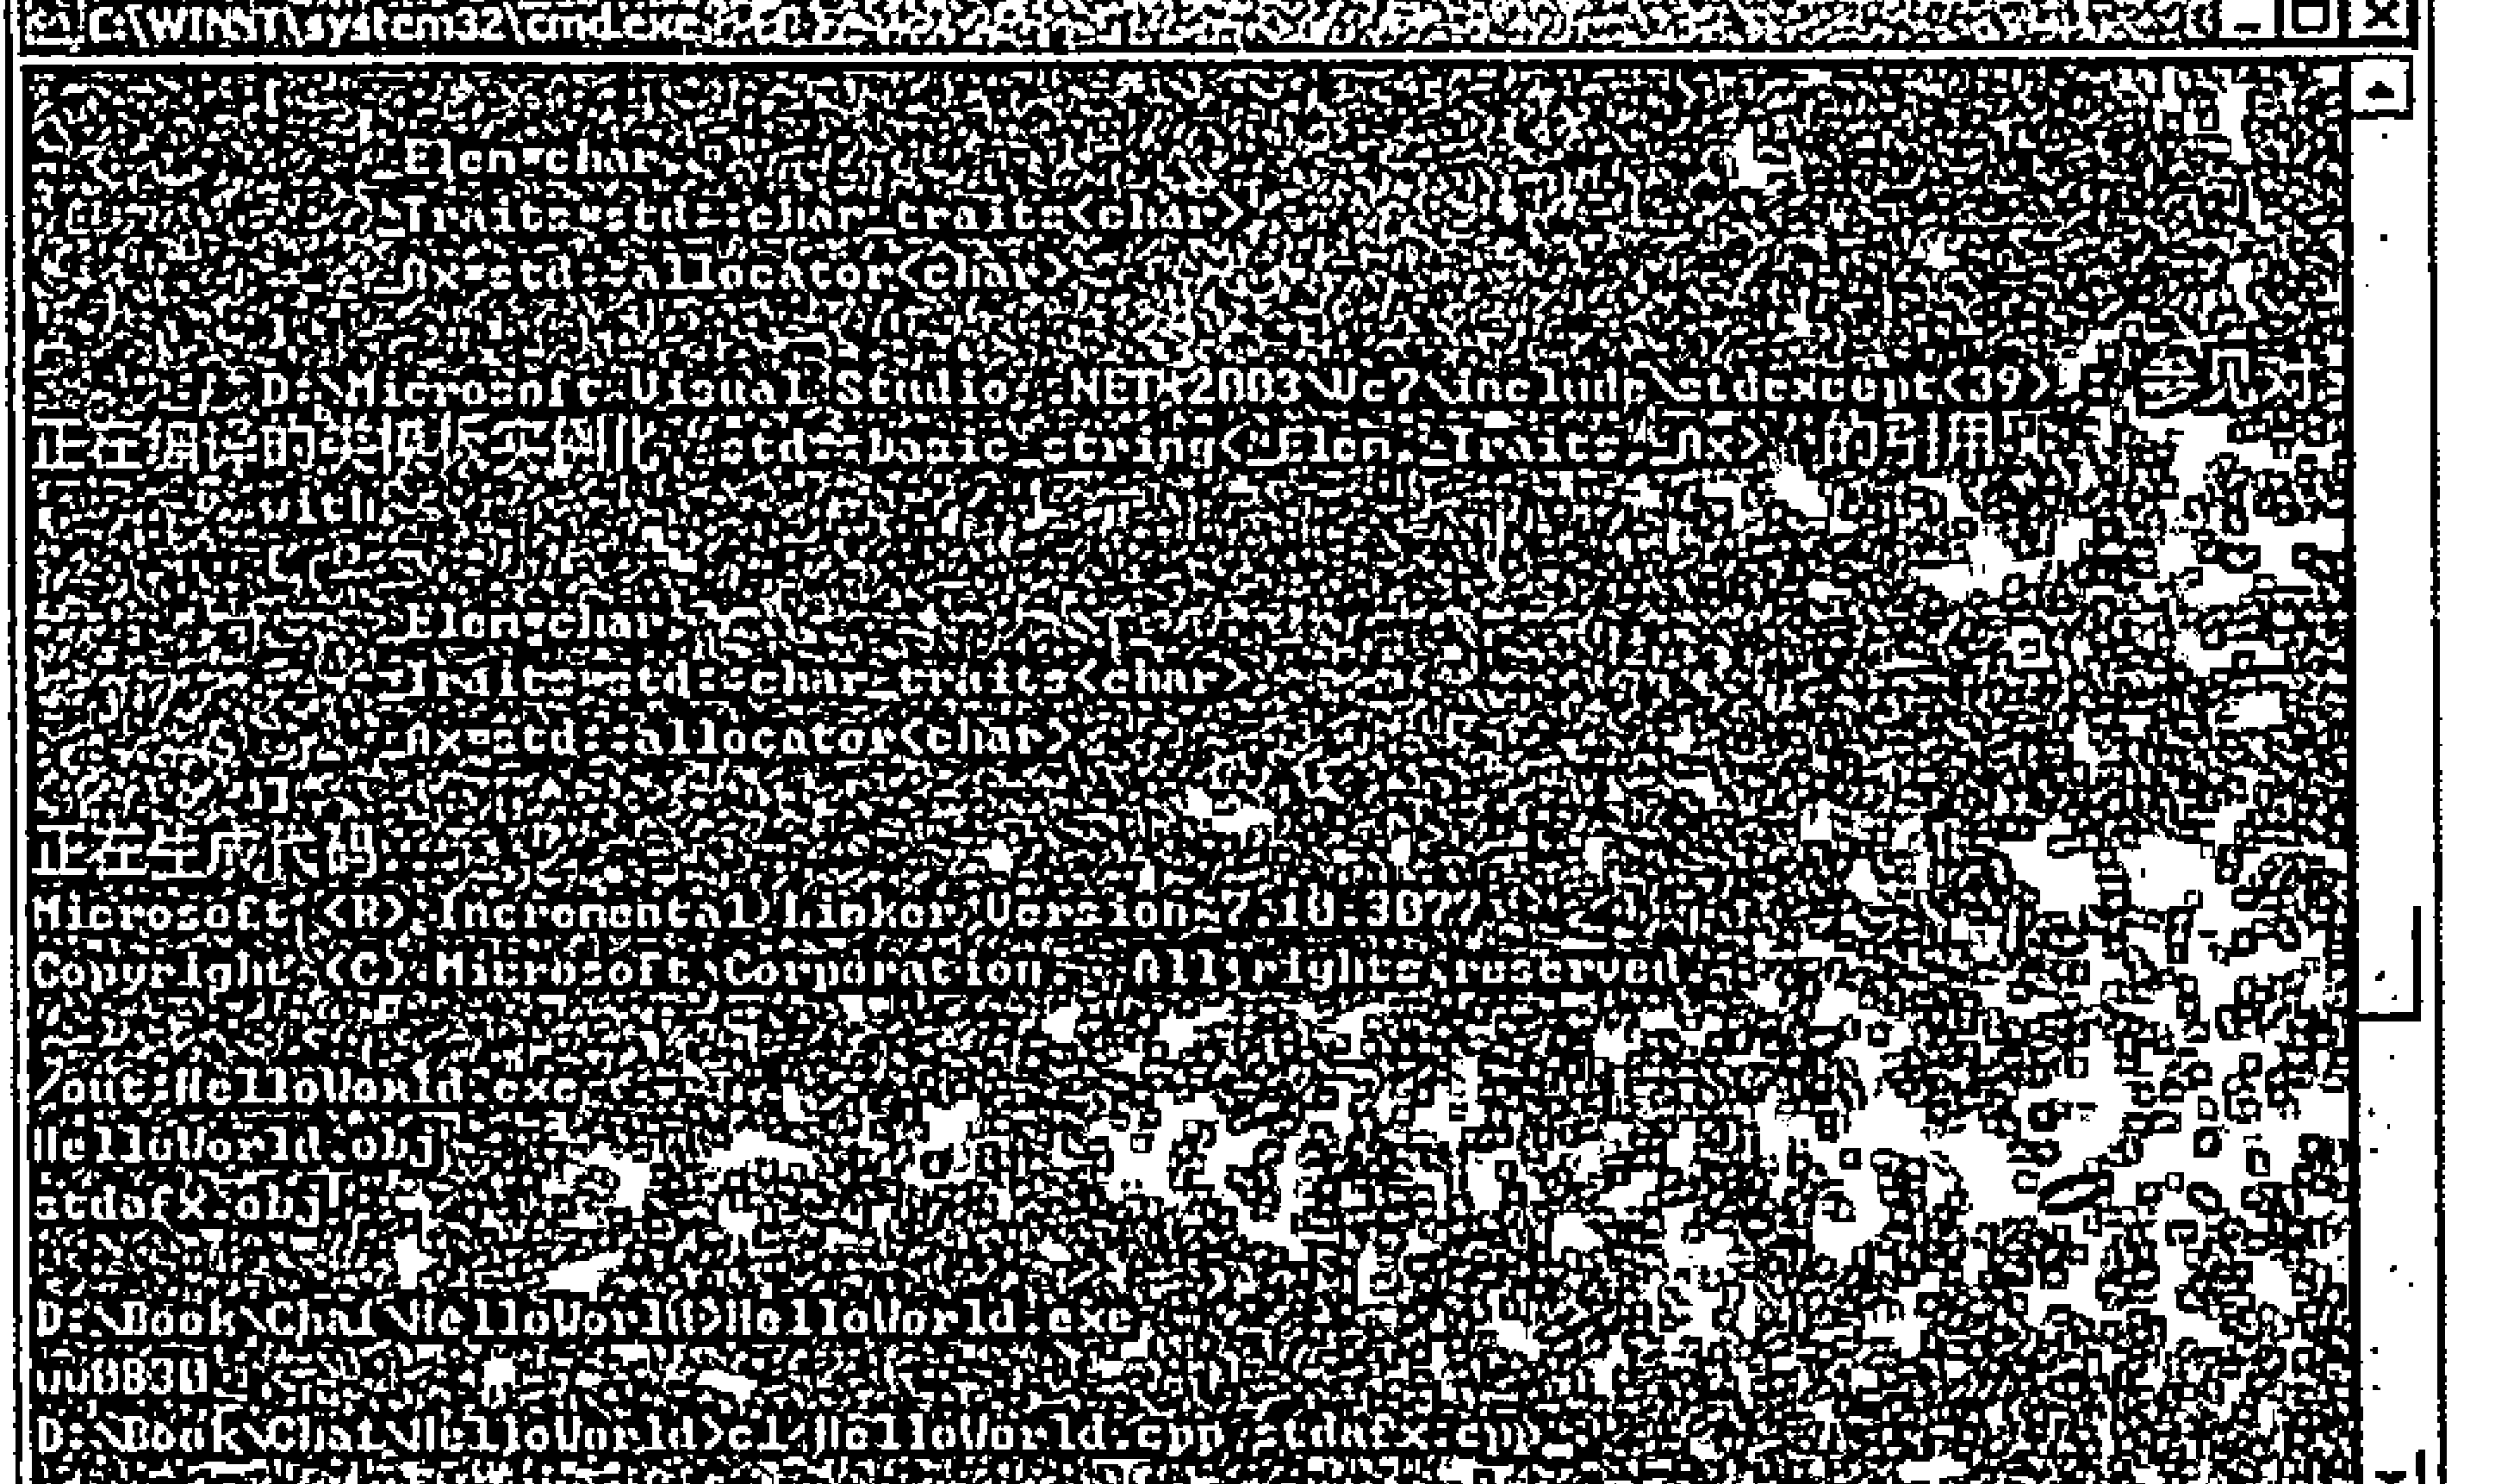 C:\WINNT\system32\cmd.exe
_Elem=char,
_Traits=std::char_traits<char>,
_Ax=std::allocator<char>
D:\Microsoft Visual Studio .NET 2003\Vc7\include\stdexcept(39) : 参见对
正在编译的类模板实例化“std::basic_string<_Elem,_Traits,_Ax>”的引用
with
[
_Elem=char,
_Traits=std::char_traits<char>,
_Ax=std::allocator<char>
]
正在生成代码
Microsoft (R) Incremental Linker Version 7.10.3077
Copyright (C) Microsoft Corporation. All rights reserved.
/out:HelloWorld.exe
HelloWorld.obj
stdafx.obj
D:\Book\Chat\HelloWorld>HelloWorld.exe
D:\Book\Chat\HelloWorld>cl HelloWorld.cpp stdafx.cpp